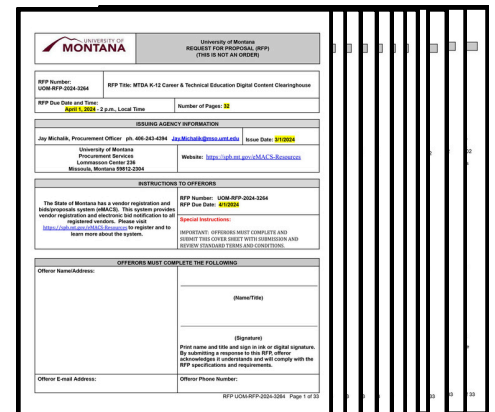 UNIVERSITY OF
MONTANA
University of Montana
REQUEST FOR PROPOSAL (RFP)
(THIS IS NOT AN ORDER)
RFP Number:
UOM-RFP-2024-3264
RFP Title: MTDA K-12 Career & Technical Education Digital Content Clearinghouse
RFP Due Date and Time:
April 1, 2024 - 2 p.m., Local Time
Number of Pages: 32
ISSUING AGENCY INFORMATION
Jay Michalik, Procurement Officer ph. 406-243-4394 Jay.Michalik@mso.umt.edu
Issue Date: 3/1/2024
University of Montana
Procurement Services
Lommasson Center 236
Missoula, Montana 59812-2304
Website: https://spb.mt.gov/eMACS-Resources
INSTRUCTIONS TO OFFERORS
The State of Montana has a vendor registration and
bids/proposals system (eMACS). This system provides
vendor registration and electronic bid notification to all
registered vendors. Please visit
https://spb.mt.gov/eMACS-Resources to register and to
learn more about the system.
RFP Number: UOM-RFP-2024-3264
RFP Due Date: 4/1/2024
Special Instructions:
IMPORTANT: OFFERORS MUST COMPLETE AND
SUBMIT THIS COVER SHEET WITH SUBMISSION AND
REVIEW STANDARD TERMS AND CONDITIONS.
OFFERORS MUST COMPLETE THE FOLLOWING
Offeror Name/Address:
(Name/Title)
(Signature)
Print name and title and sign in ink or digital signature.
By submitting a response to this RFP, offeror
acknowledges it understands and will comply with the
RFP specifications and requirements.
Offeror E-mail Address:
Offeror Phone Number:
RFP UOM-RFP-2024-3264 Page 1 of 33